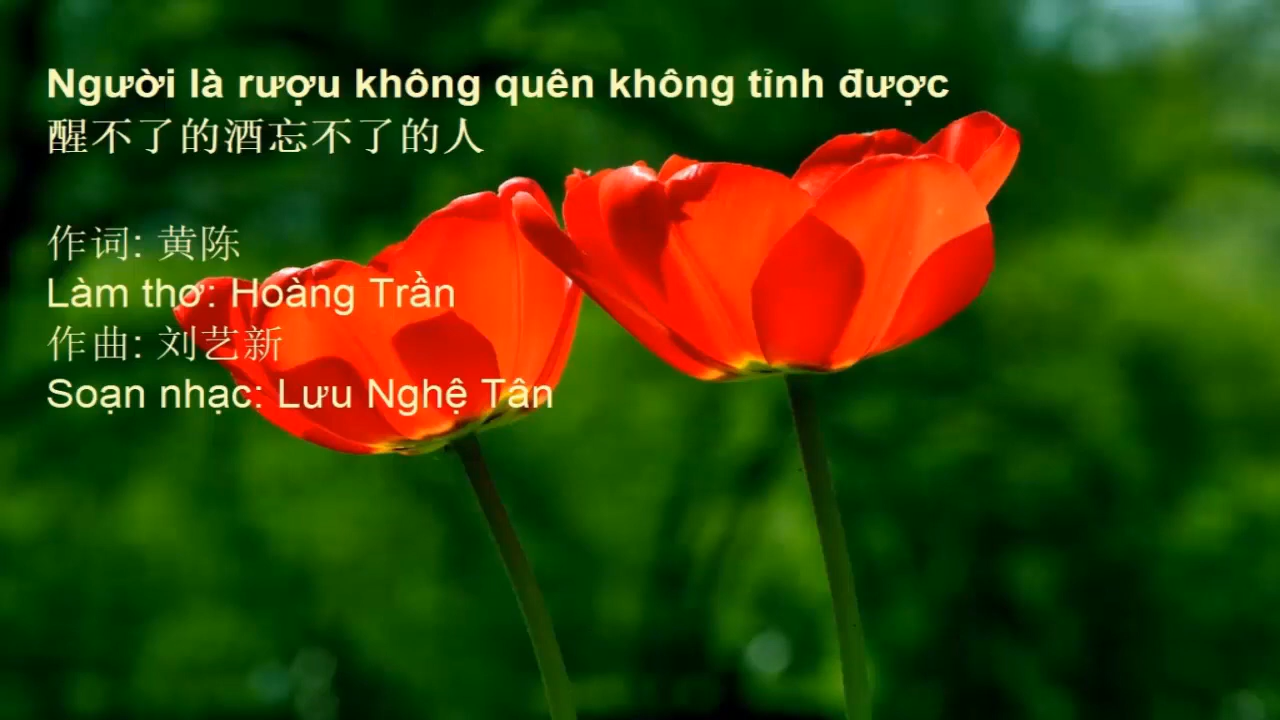 Người là rượu không quên không tỉnh được
醒不了的酒忘不了的人
作词: 黄陈
Làm thơ: Hoàng Trần
作曲: 刘艺新
Soạn nhạc: Lưu Nghệ Tân